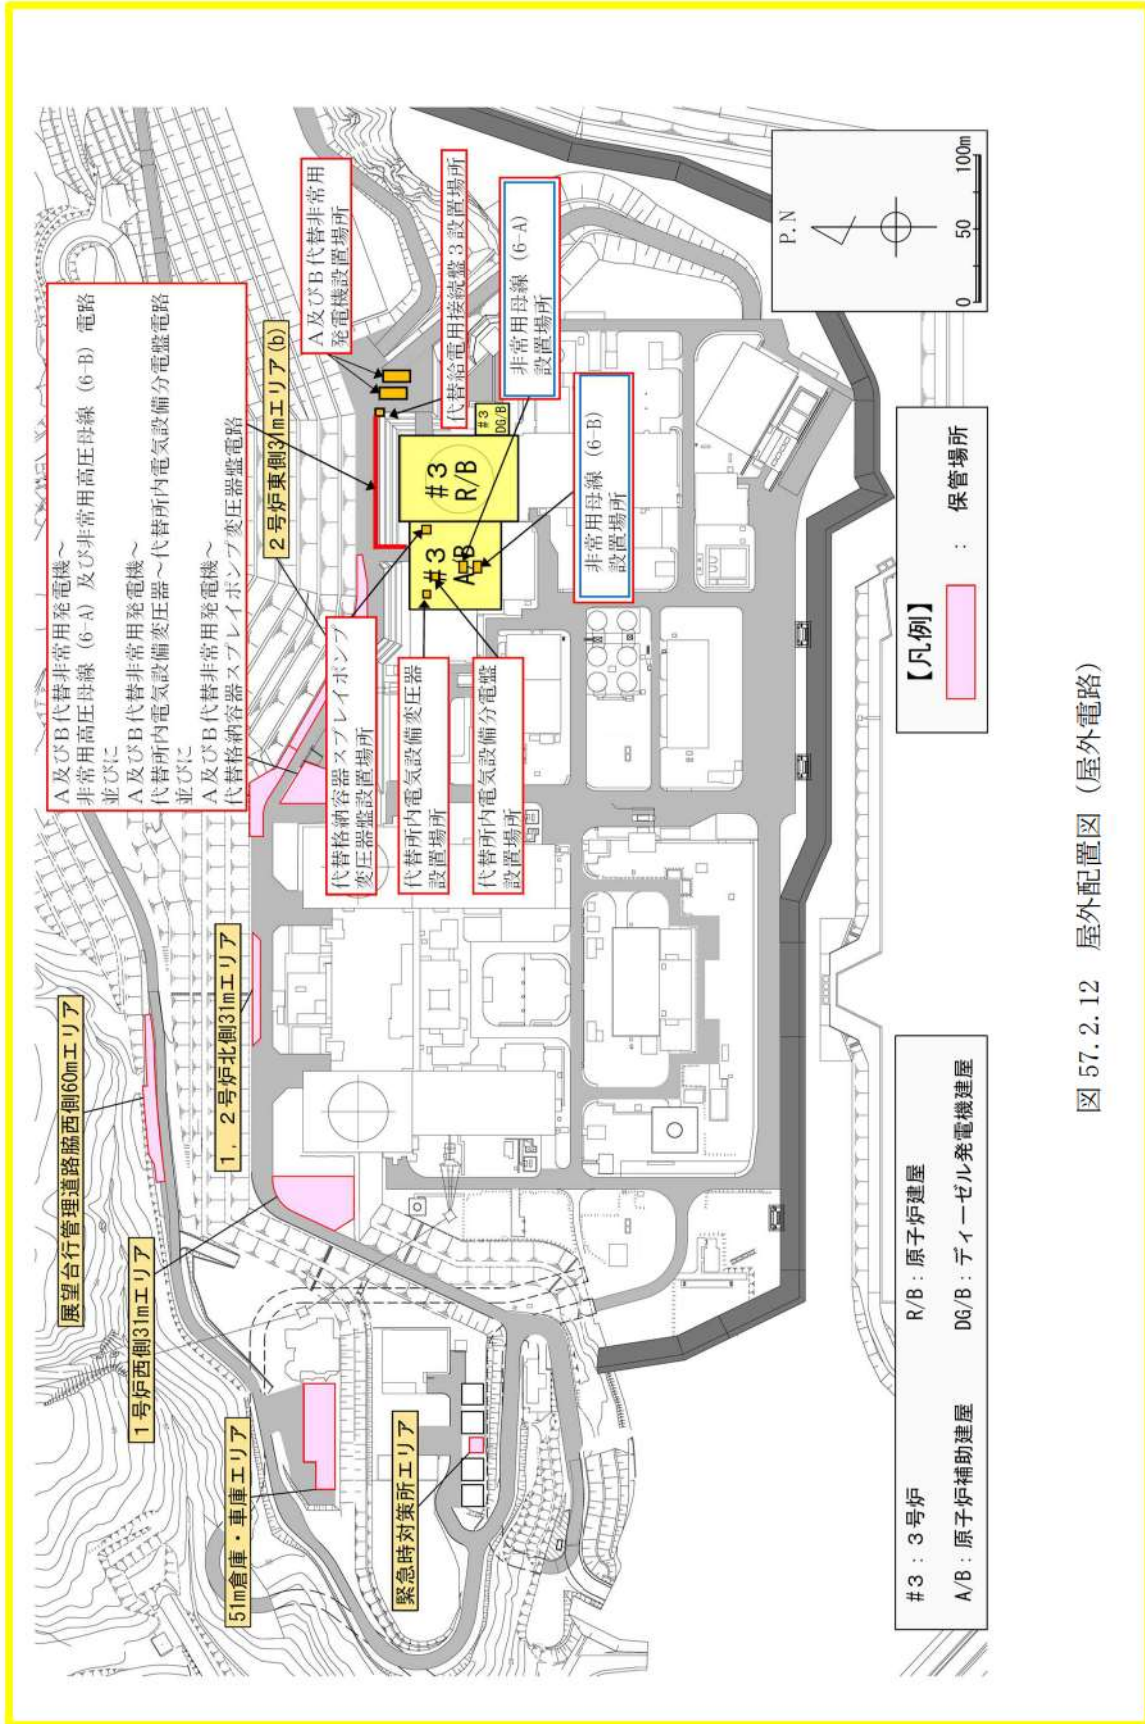 A及びB代替非常用発電機~
非常用高圧母線 (6-A) 及び非常用高圧母線 (6-B) 電路
並びに
A及びB代替非常用発電機~
代替所内電気設備変圧器~代替所内電気設備分電盤電路
並びに
A及びB代替非常用発電機~
代替格納容器スプレイポンプ変圧器盤電路
2号炉東側31mエリア(b)
A及びB代替非常用
発電機設置場所
代替給電用接続盤3設置場所
非常用母線 (6-A)
設置場所
非常用母線 (6-B)
設置場所
#3
R/B
#3
DG/B
#3
A/B
代替格納容器スプレイポンプ
変圧器盤設置場所
代替所内電気設備変圧器
設置場所
代替所内電気設備分電盤
設置場所
展望台行管理道路脇西側60mエリア
1,2号炉北側31mエリア
1号炉西側31mエリア
51m倉庫・車庫エリア
緊急時対策所エリア
P.N
0 50 100m
【凡例】
: 保管場所
#3:3号炉 R/B:原子炉建屋
A/B:原子炉補助建屋 DG/B:ディーゼル発電機建屋
図 57.2.12 屋外配置図 (屋外電路)